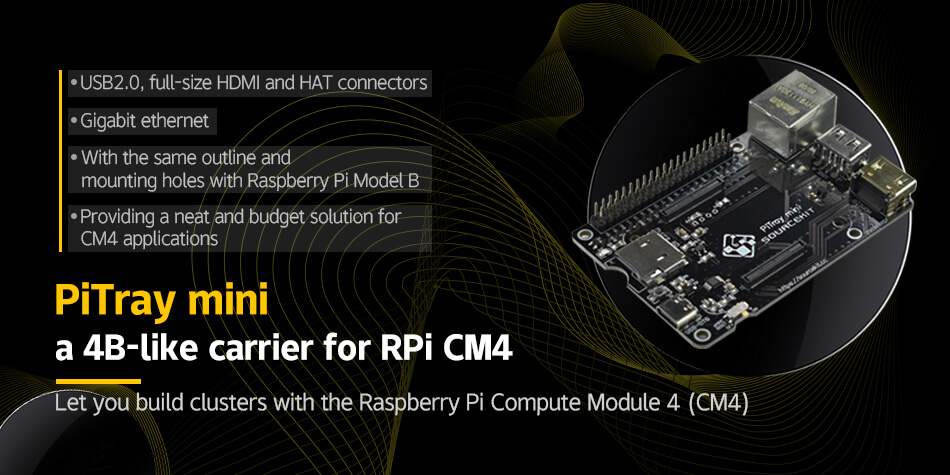 • USB2.0, full-size HDMI and HAT connectors
• Gigabit ethernet
• With the same outline and
mounting holes with Raspberry Pi Model B
• Providing a neat and budget solution for
CM4 applications
PiTray mini
a 4B-like carrier for RPi CM4
Let you build clusters with the Raspberry Pi Compute Module 4 (CM4)
PiTray mini
SOURCEKIT